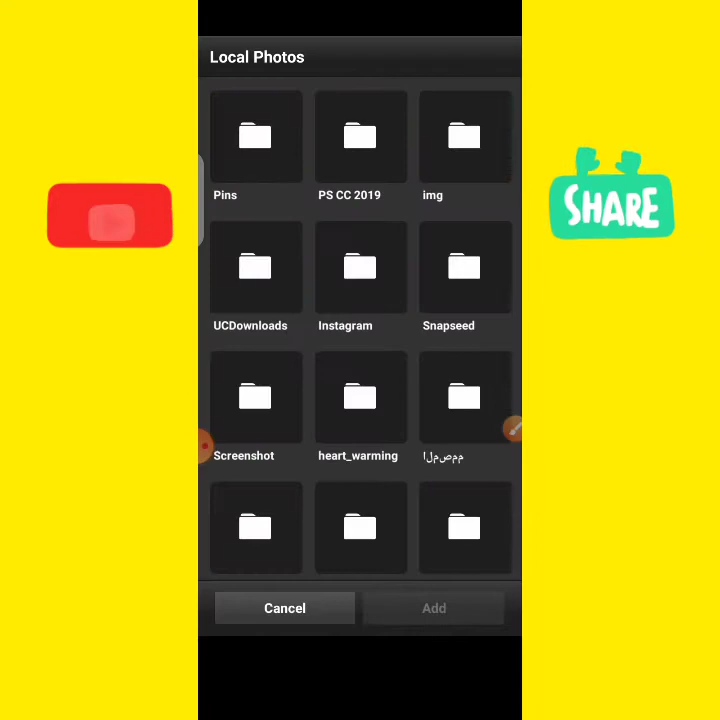 Local Photos
Pins
PS CC 2019
img
SHARE
UCDownloads
Instagram
Snapseed
Screenshot
heart_warming
المصمم
Cancel
Add